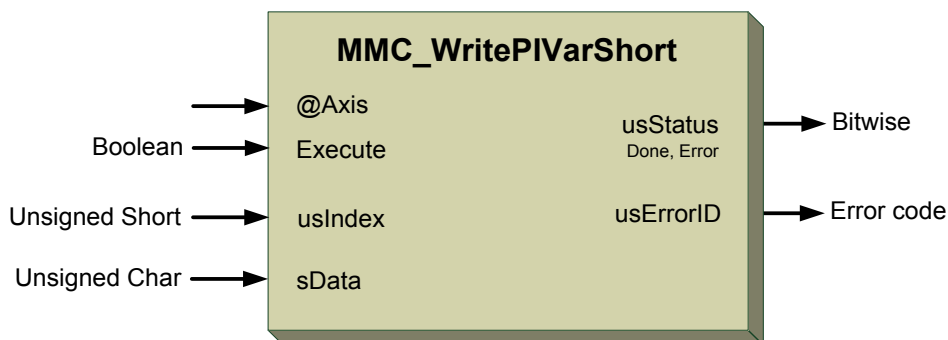 MMC_WritePIVarShort
@Axis
Boolean Execute
usStatus Bitwise
Done, Error
Unsigned Short usIndex
usErrorID Error code
Unsigned Char sData